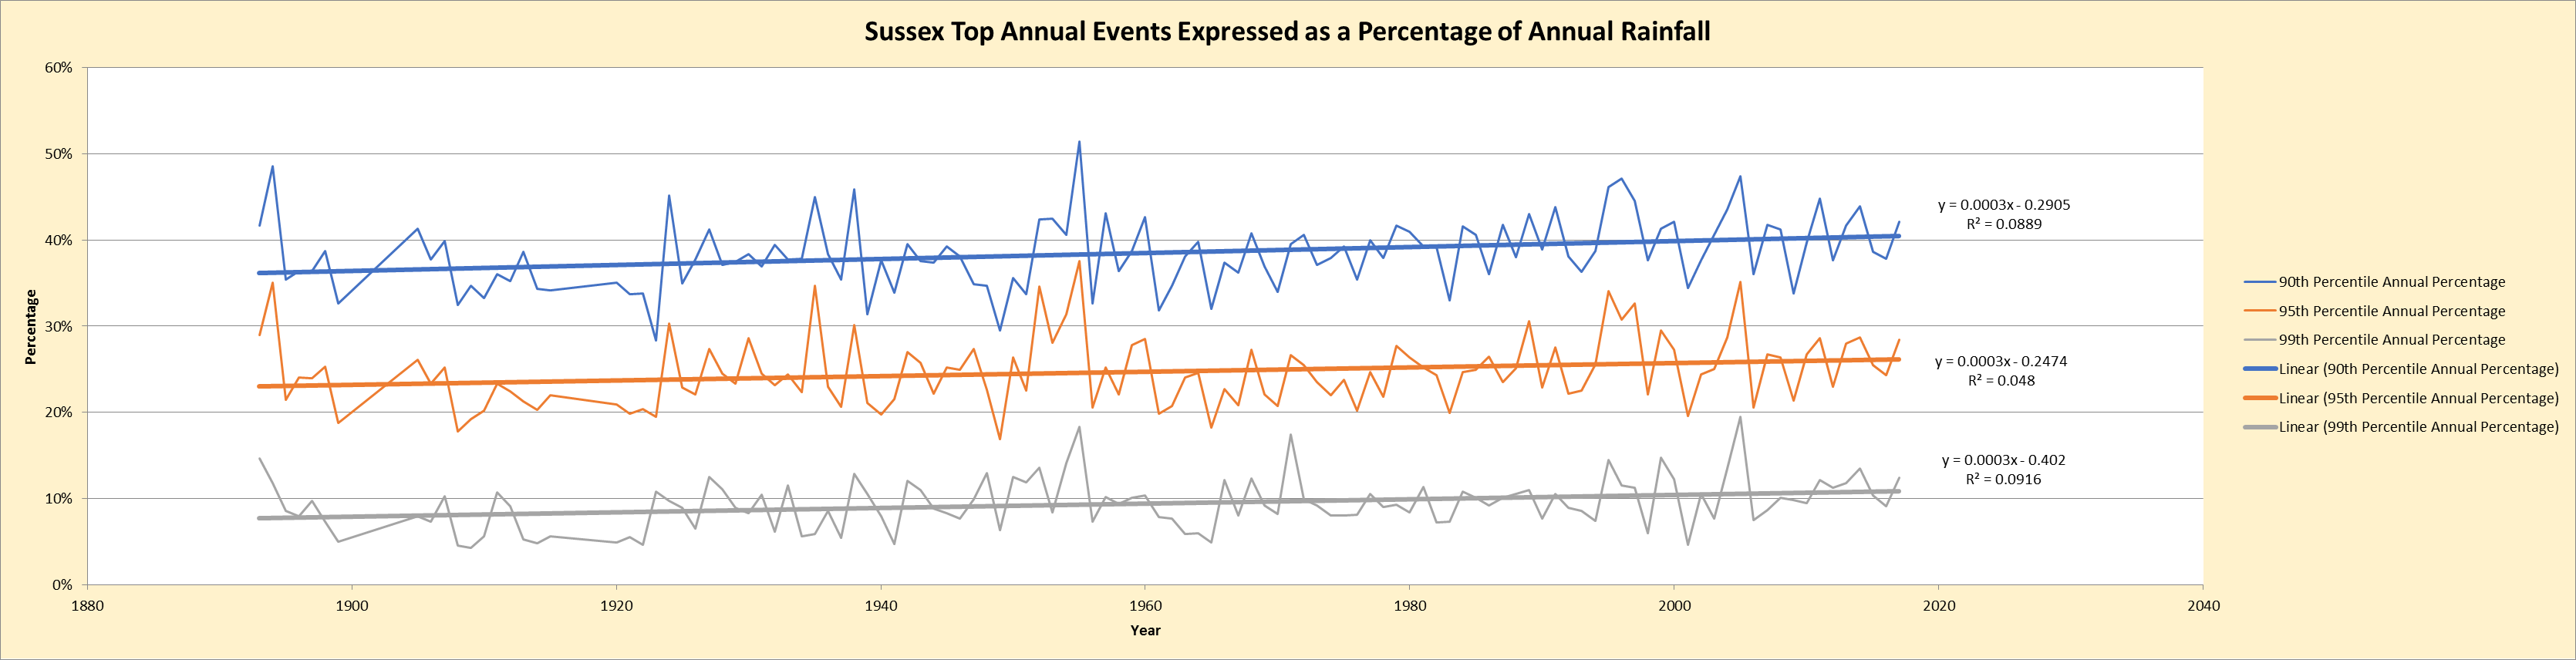 Sussex Top Annual Events Expressed as a Percentage of Annual Rainfall
60%
50%
40%
30%
20%
10%
0%
Percentage
1880
1900
1920
1940
1960
1980
2000
2020
2040
Year
y = 0.0003x - 0.2905
R² = 0.0889
y = 0.0003x - 0.2474
R² = 0.048
y = 0.0003x - 0.402
R² = 0.0916
90th Percentile Annual Percentage
95th Percentile Annual Percentage
99th Percentile Annual Percentage
Linear (90th Percentile Annual Percentage)
Linear (95th Percentile Annual Percentage)
Linear (99th Percentile Annual Percentage)